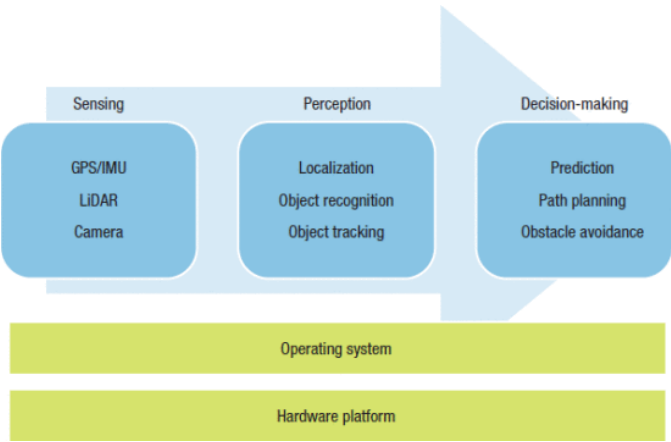 Sensing
GPS/IMU
LiDAR
Camera
Perception
Localization
Object recognition
Object tracking
Decision-making
Prediction
Path planning
Obstacle avoidance
Operating system
Hardware platform